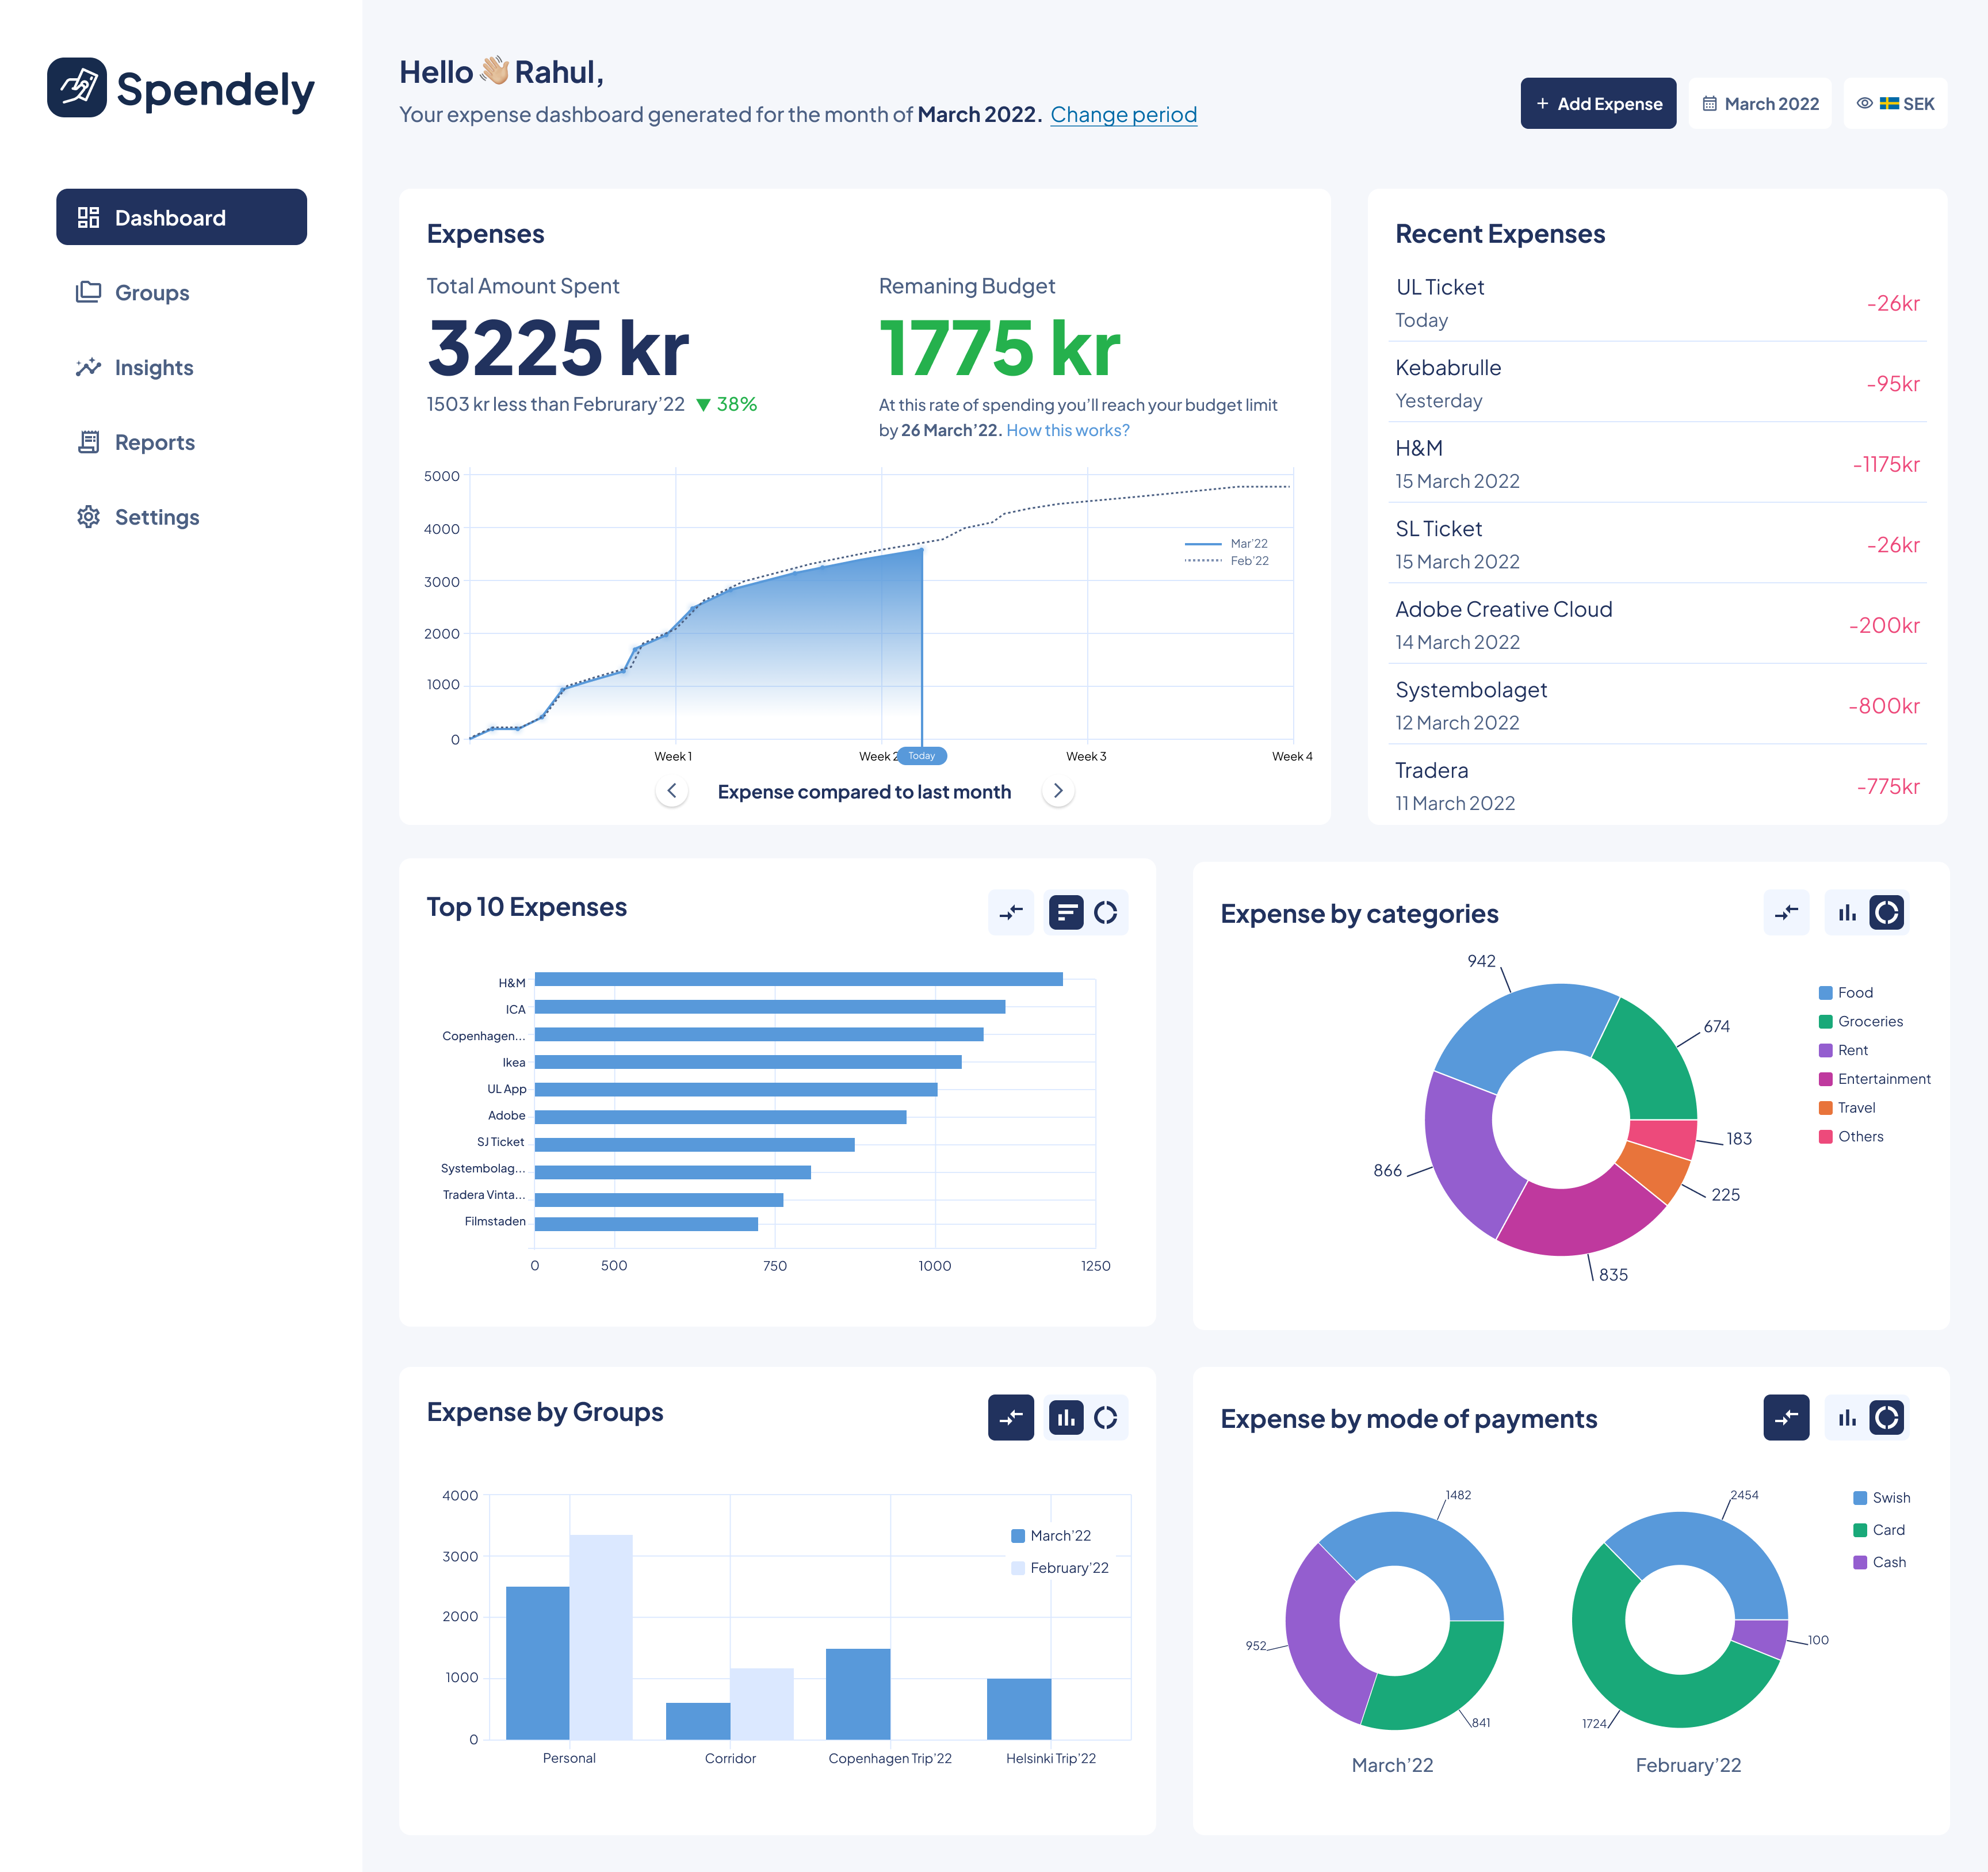 Spendely
Dashboard
Groups
Insights
Reports
Settings
Hello 👋🏼 Rahul,
Your expense dashboard generated for the month of March 2022. Change period
+ Add Expense
March 2022
SEK
Expenses
Total Amount Spent
3225 kr
1503 kr less than Februrary’22 ▼ 38%
Remaning Budget
1775 kr
At this rate of spending you’ll reach your budget limit
by 26 March’22. How this works?
5000
4000
3000
2000
1000
0
Mar’22
Feb’22
Week 1
Week 2
Today
Week 3
Week 4
Expense compared to last month
Recent Expenses
UL Ticket
Today
-26kr
Kebabrulle
Yesterday
-95kr
H&M
15 March 2022
-1175kr
SL Ticket
15 March 2022
-26kr
Adobe Creative Cloud
14 March 2022
-200kr
Systembolaget
12 March 2022
-800kr
Tradera
11 March 2022
-775kr
Top 10 Expenses
H&M
ICA
Copenhagen...
Ikea
UL App
Adobe
SJ Ticket
Systembolag...
Tradera Vinta...
Filmstaden
0
500
750
1000
1250
Expense by categories
942
674
183
225
835
866
Food
Groceries
Rent
Entertainment
Travel
Others
Expense by Groups
4000
3000
2000
1000
0
March’22
February’22
Personal
Corridor
Copenhagen Trip’22
Helsinki Trip’22
Expense by mode of payments
1482
952
841
March’22
2454
100
1724
February’22
Swish
Card
Cash